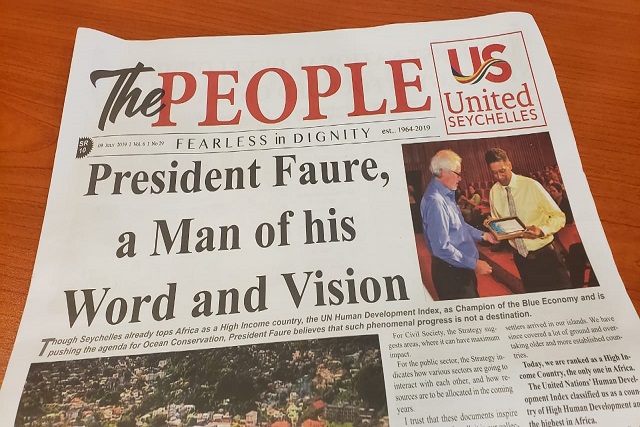 The PEOPLE
US
United
SEYCHELLES
SR
10
09 July 2019 | Vol. 6 | No 29
FEARLESS in DIGNITY
est... 1964-2019
President Faure,
a Man of his
Word and Vision
Though Seychelles already tops Africa as a High Income country, the UN Human Development Index, as Champion of the Blue Economy and is
pushing the agenda for Ocean Conservation, President Faure believes that such phenomenal progress is not a destination.
For Civil Society, the Strategy sug-
gests areas, where it can have maximum
impact.
For the public sector, the Strategy in-
dicates how various sectors are going to
interact with each other, and how re-
sources are to be allocated in the coming
years.
I trust that these documents inspire
settlers arrived in our islands. We have
since covered a lot of ground and over-
taking older and more established coun-
tries.
Today, we are ranked as a High In-
come Country, the only one in Africa.
The United Nations' Human Devel-
opment Index classified us as a coun-
try of High Human Development and
the highest in Africa.